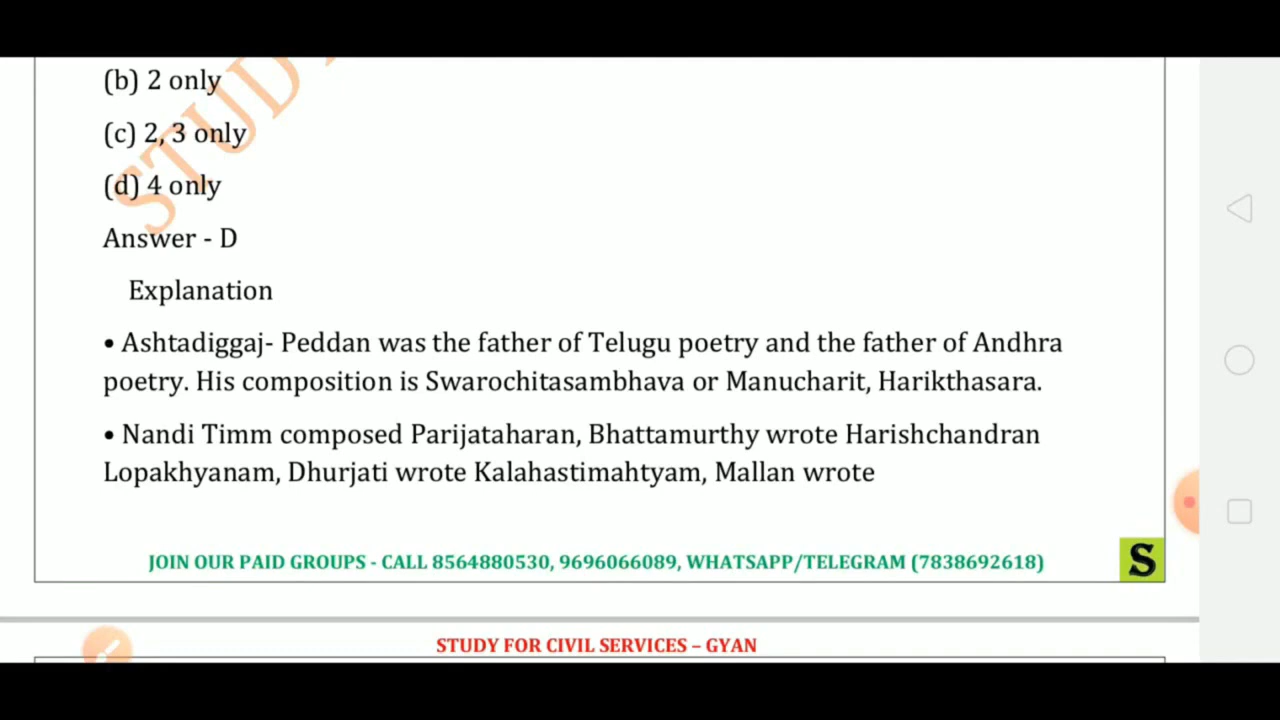 (b) 2 only
(c) 2, 3 only
(d) 4 only
Answer - D
Explanation
• Ashtadiggaj- Peddan was the father of Telugu poetry and the father of Andhra
poetry. His composition is Swarochitasambhava or Manucharit, Harikthasara.
• Nandi Timm composed Parijataharan, Bhattamurthy wrote Harishchandran
Lopakhyanam, Dhurjati wrote Kalahastimahtyam, Mallan wrote
JOIN OUR PAID GROUPS - CALL 8564880530, 9696066089, WHATSAPP/TELEGRAM (7838692618)
S
STUDY FOR CIVIL SERVICES – GYAN
STUD